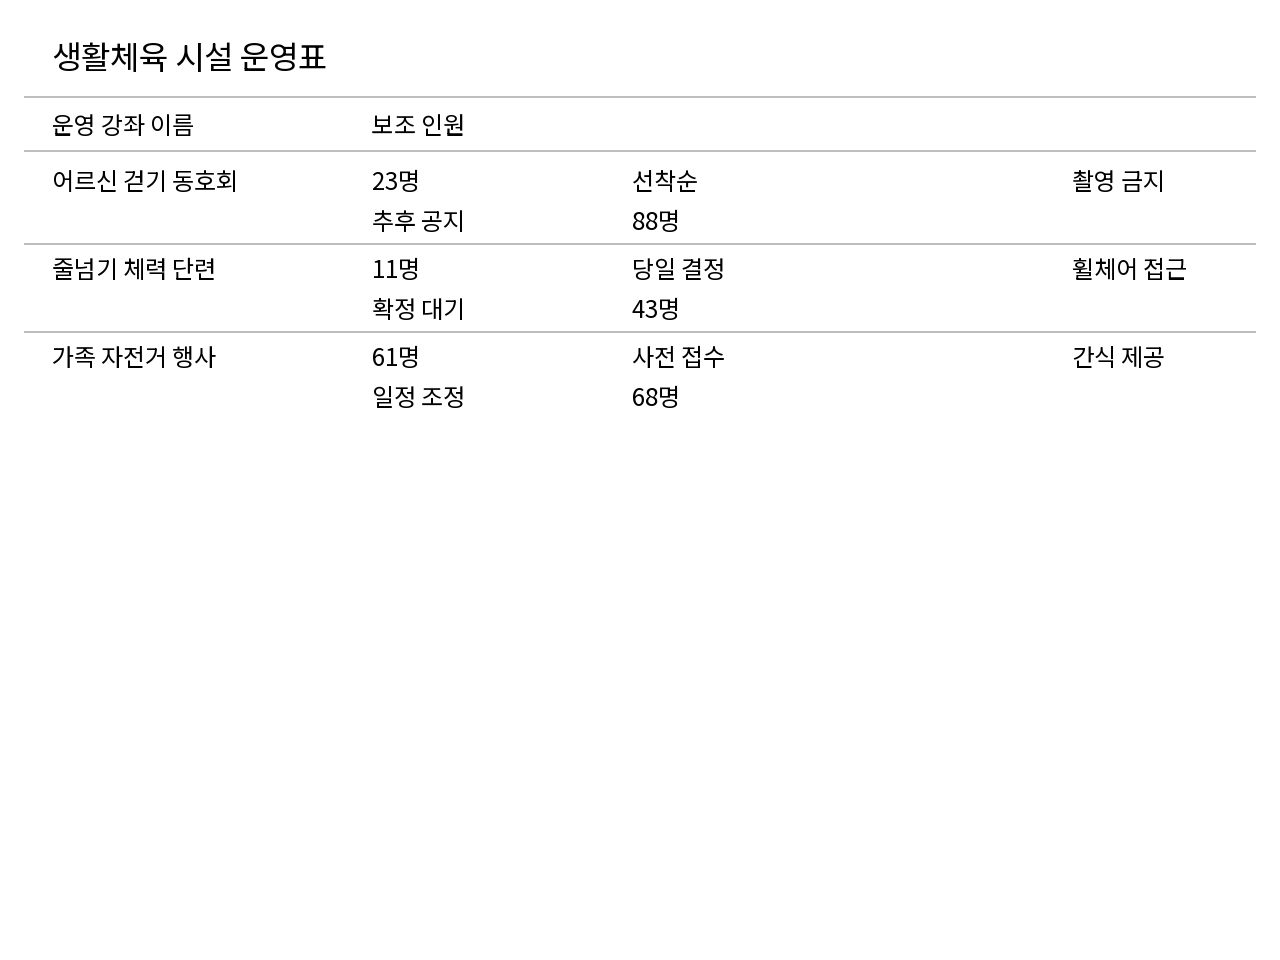 생활체육 시설 운영표
운영 강좌 이름 보조 인원
어르신 걷기 동호회 23명 선착순 촬영 금지
추후 공지 88명
줄넘기 체력 단련 11명 당일 결정 휠체어 접근
확정 대기 43명
가족 자전거 행사 61명 사전 접수 간식 제공
일정 조정 68명